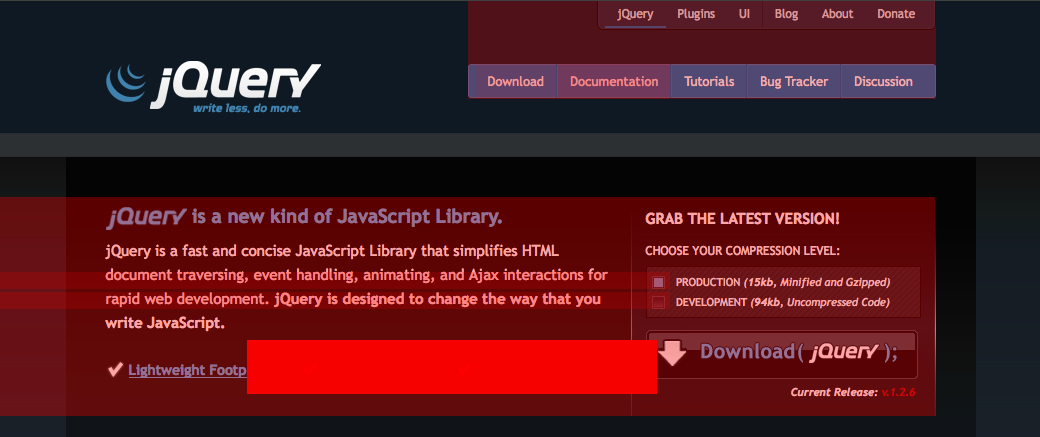 jQuery Plugins UI Blog About Donate
jQuery
write less, do more.
Download Documentation Tutorials Bug Tracker Discussion
jQuery is a new kind of JavaScript Library.
jQuery is a fast and concise JavaScript Library that simplifies HTML
document traversing, event handling, animating, and Ajax interactions for
rapid web development. jQuery is designed to change the way that you
write JavaScript.
Lightweight Footp
GRAB THE LATEST VERSION!
CHOOSE YOUR COMPRESSION LEVEL:
PRODUCTION (15kb, Minified and Gzipped)
DEVELOPMENT (94kb, Uncompressed Code)
Download( jQuery );
Current Release: v.1.2.6